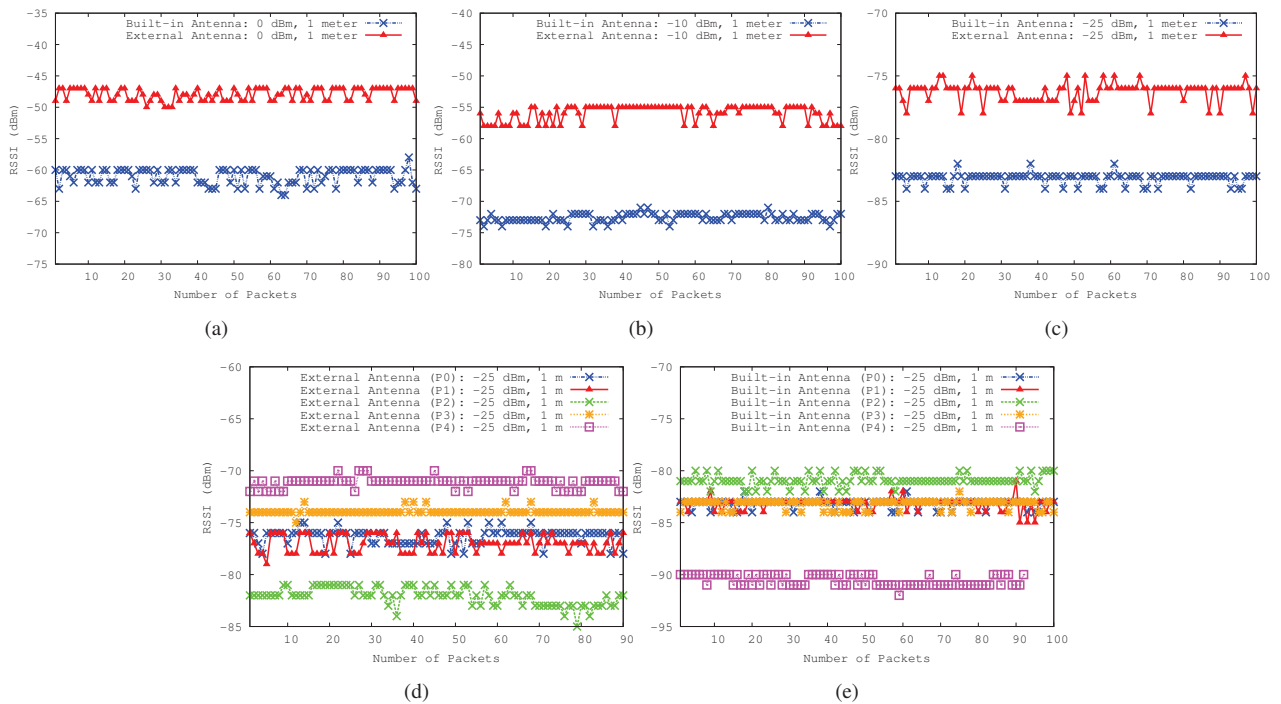 Built-in Antenna: 0 dBm, 1 meter
External Antenna: 0 dBm, 1 meter
RSSI (dBm)
-35
-40
-45
-50
-55
-60
-65
-70
-75
10 20 30 40 50 60 70 80 90 100
Number of Packets
(a)
Built-in Antenna: -10 dBm, 1 meter
External Antenna: -10 dBm, 1 meter
RSSI (dBm)
-40
-45
-50
-55
-60
-65
-70
-75
-80
10 20 30 40 50 60 70 80 90 100
Number of Packets
(b)
Built-in Antenna: -25 dBm, 1 meter
External Antenna: -25 dBm, 1 meter
RSSI (dBm)
-70
-75
-80
-85
-90
10 20 30 40 50 60 70 80 90 100
Number of Packets
(c)
External Antenna (P0): -25 dBm, 1 m
External Antenna (P1): -25 dBm, 1 m
External Antenna (P2): -25 dBm, 1 m
External Antenna (P3): -25 dBm, 1 m
External Antenna (P4): -25 dBm, 1 m
RSSI (dBm)
-60
-65
-70
-75
-80
-85
10 20 30 40 50 60 70 80 90
Number of Packets
(d)
Built-in Antenna (P0): -25 dBm, 1 m
Built-in Antenna (P1): -25 dBm, 1 m
Built-in Antenna (P2): -25 dBm, 1 m
Built-in Antenna (P3): -25 dBm, 1 m
Built-in Antenna (P4): -25 dBm, 1 m
RSSI (dBm)
-70
-75
-80
-85
-90
-95
10 20 30 40 50 60 70 80 90 100
Number of Packets
(e)